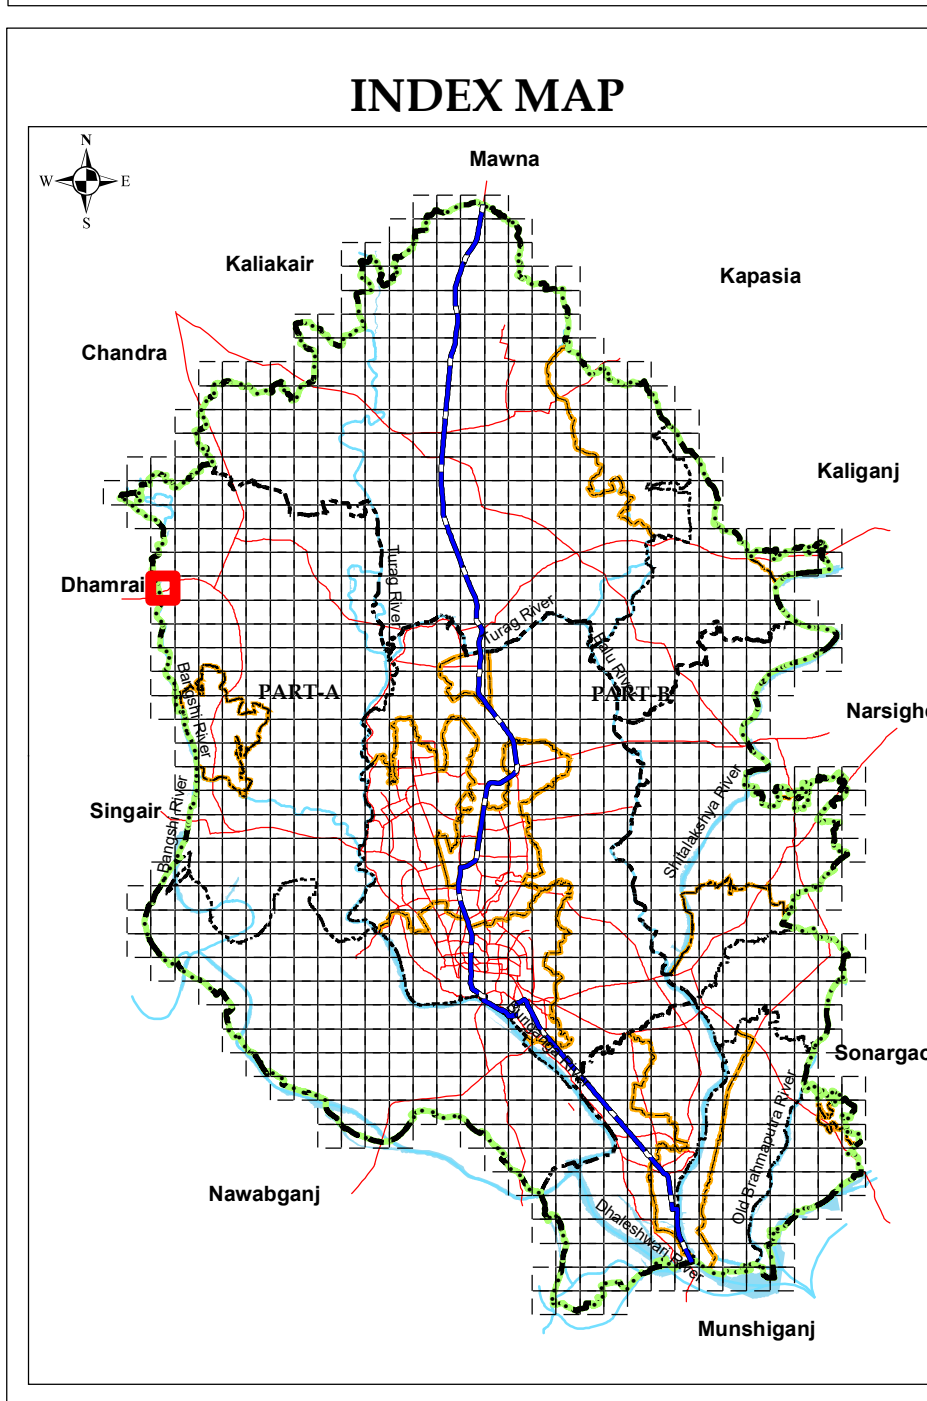 INDEX MAP
N
W E
S
Mawna
Kaliakair
Kapasia
Chandra
Kaliganj
Dhamrai
Turag River
Turag River
Balu River
PART-A
PART-B
Bangshi River
Narsigh
Shitalakshya River
Singair
Bangshi River
Buriganga River
Sonargao
Old Brahmaputra River
Nawabganj
Dhaleshwari River
Munshiganj